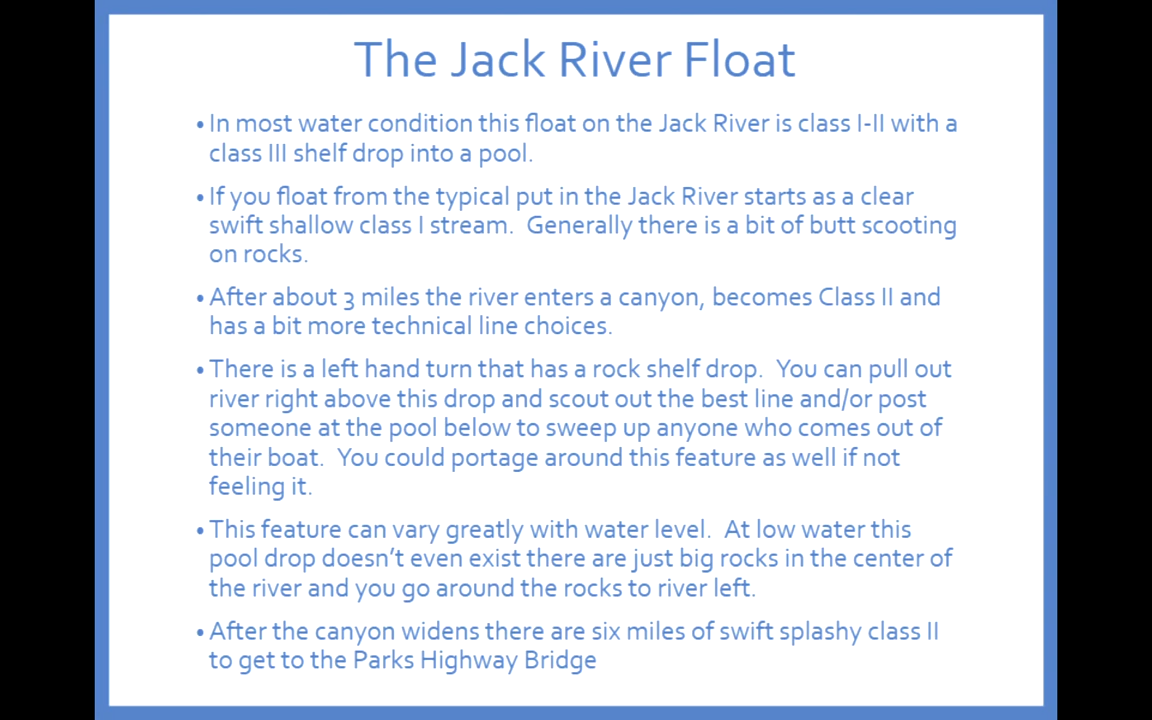 The Jack River Float
• In most water condition this float on the Jack River is class I-II with a
class III shelf drop into a pool.
• If you float from the typical put in the Jack River starts as a clear
swift shallow class I stream.  Generally there is a bit of butt scooting
on rocks.
• After about 3 miles the river enters a canyon, becomes Class II and
has a bit more technical line choices.
• There is a left hand turn that has a rock shelf drop.  You can pull out
river right above this drop and scout out the best line and/or post
someone at the pool below to sweep up anyone who comes out of
their boat.  You could portage around this feature as well if not
feeling it.
• This feature can vary greatly with water level.  At low water this
pool drop doesn't even exist there are just big rocks in the center of
the river and you go around the rocks to river left.
• After the canyon widens there are six miles of swift splashy class II
to get to the Parks Highway Bridge